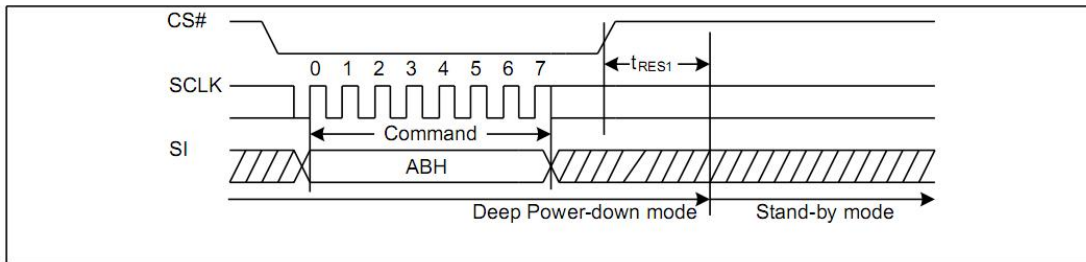 CS#
tRES1
0 1 2 3 4 5 6 7
SCLK
Command
SI
ABH
Deep Power-down mode
Stand-by mode